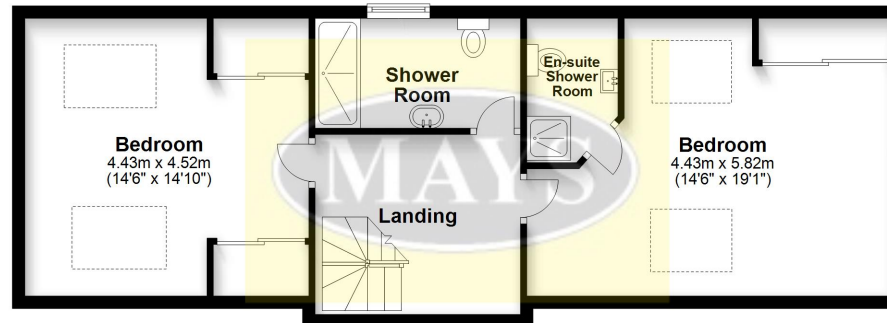 Shower
Room
En-suite
Shower
Room
Bedroom
4.43m x 4.52m
(14'6" x 14'10")
Bedroom
4.43m x 5.82m
(14'6" x 19'1")
MAYS
Landing